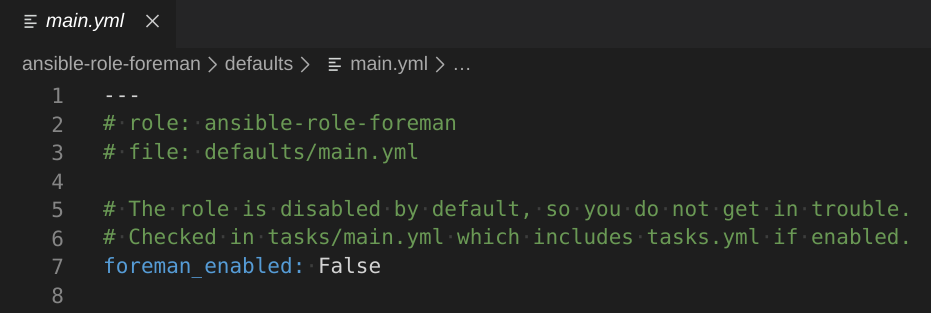 main.yml
ansible-role-foreman > defaults > main.yml > ...
1 ---
2 # role: ansible-role-foreman
3 # file: defaults/main.yml
4
5 # The role is disabled by default, so you do not get in trouble.
6 # Checked in tasks/main.yml which includes tasks.yml if enabled.
7 foreman_enabled: False
8